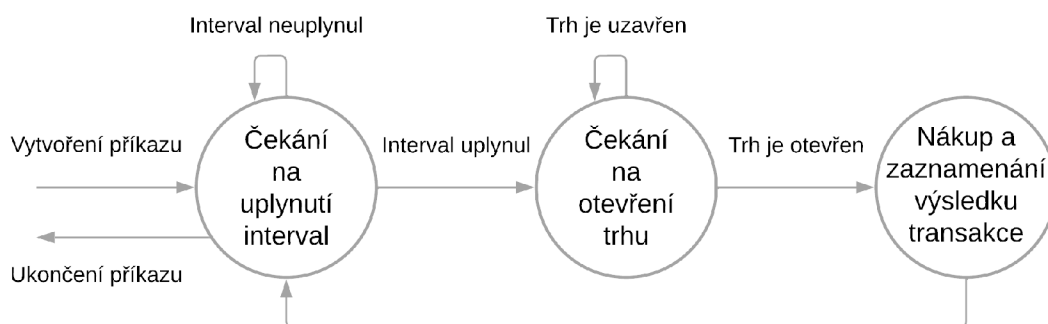 Interval neuplynul
Trh je uzavřen
Vytvoření příkazu
Čekání
na
uplynutí
interval
Interval uplynul
Čekání
na
otevření
trhu
Trh je otevřen
Nákup a
zaznamenání
výsledku
transakce
Ukončení příkazu